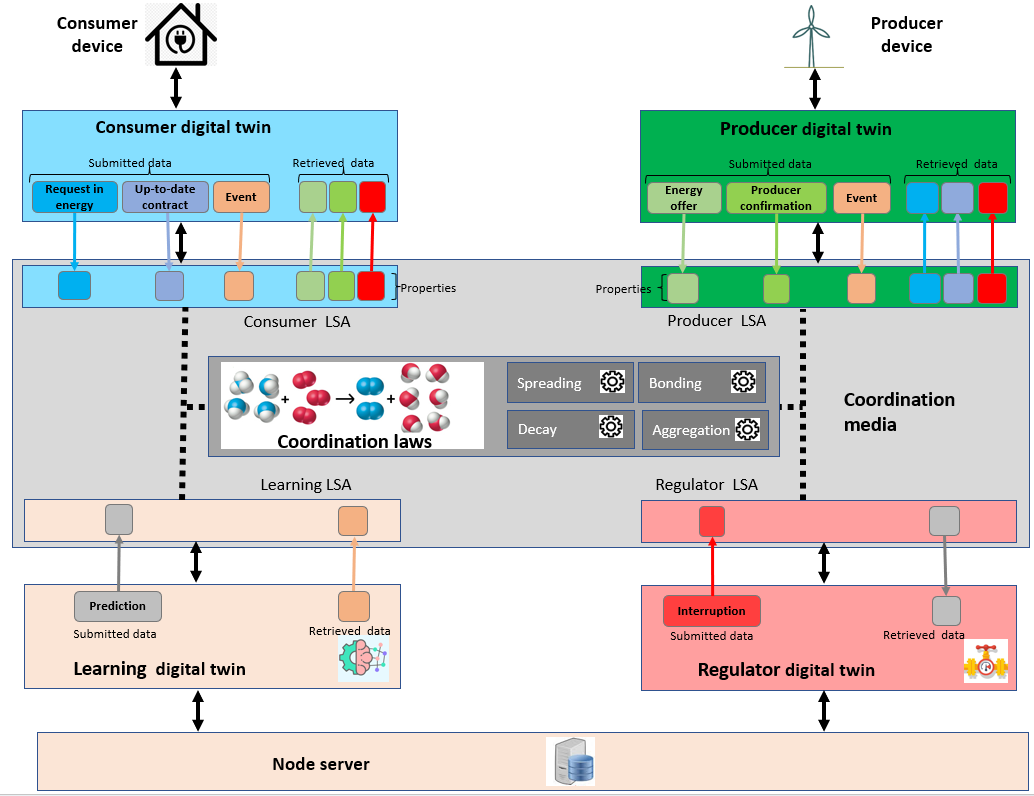 Consumer
device
Producer
device
Consumer digital twin
Submitted data
Retrieved data
Request in
energy
Up-to-date
contract
Event
Producer digital twin
Submitted data
Retrieved data
Energy
offer
Producer
confirmation
Event
Properties
Consumer LSA
Properties
Producer LSA
Coordination laws
Spreading
Bonding
Decay
Aggregation
Coordination
media
Learning LSA
Regulator LSA
Prediction
Submitted data
Retrieved data
Learning digital twin
Interruption
Submitted data
Retrieved data
Regulator digital twin
Node server